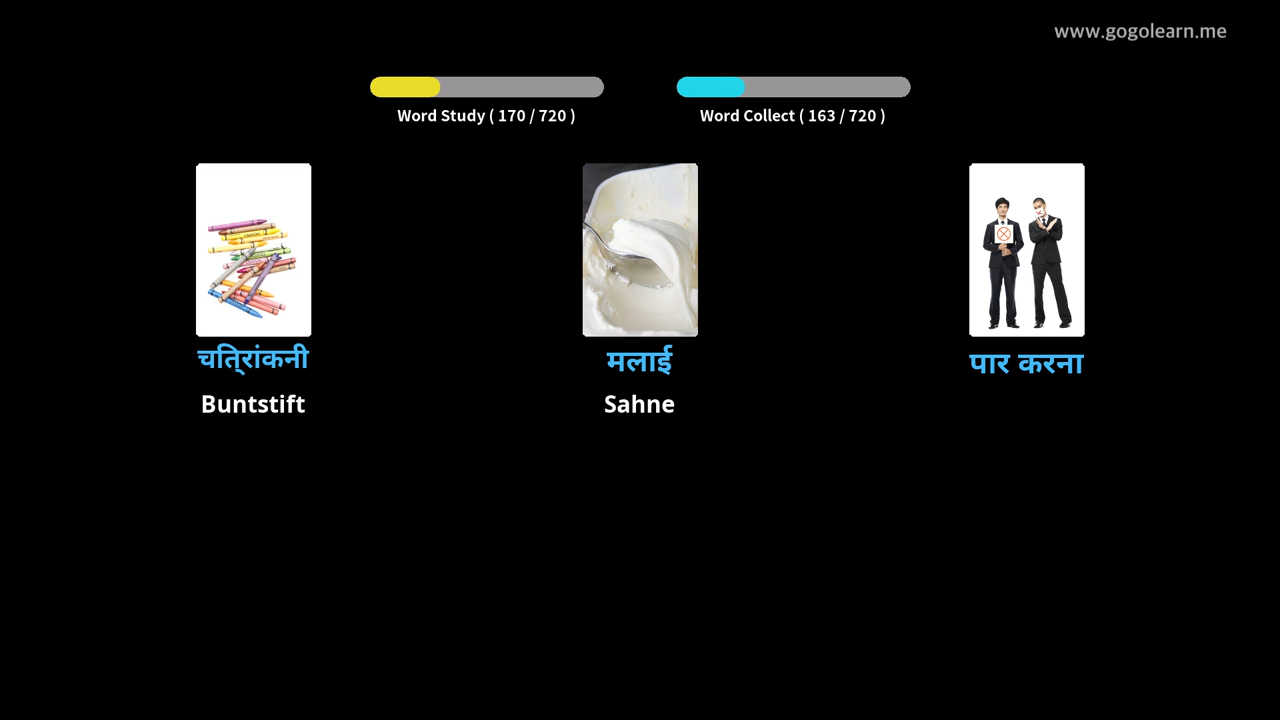 www.gogolearn.me
Word Study ( 170 / 720 )
Word Collect ( 163 / 720 )
चित्रांकनी
मलाई
पार करना
Buntstift
Sahne